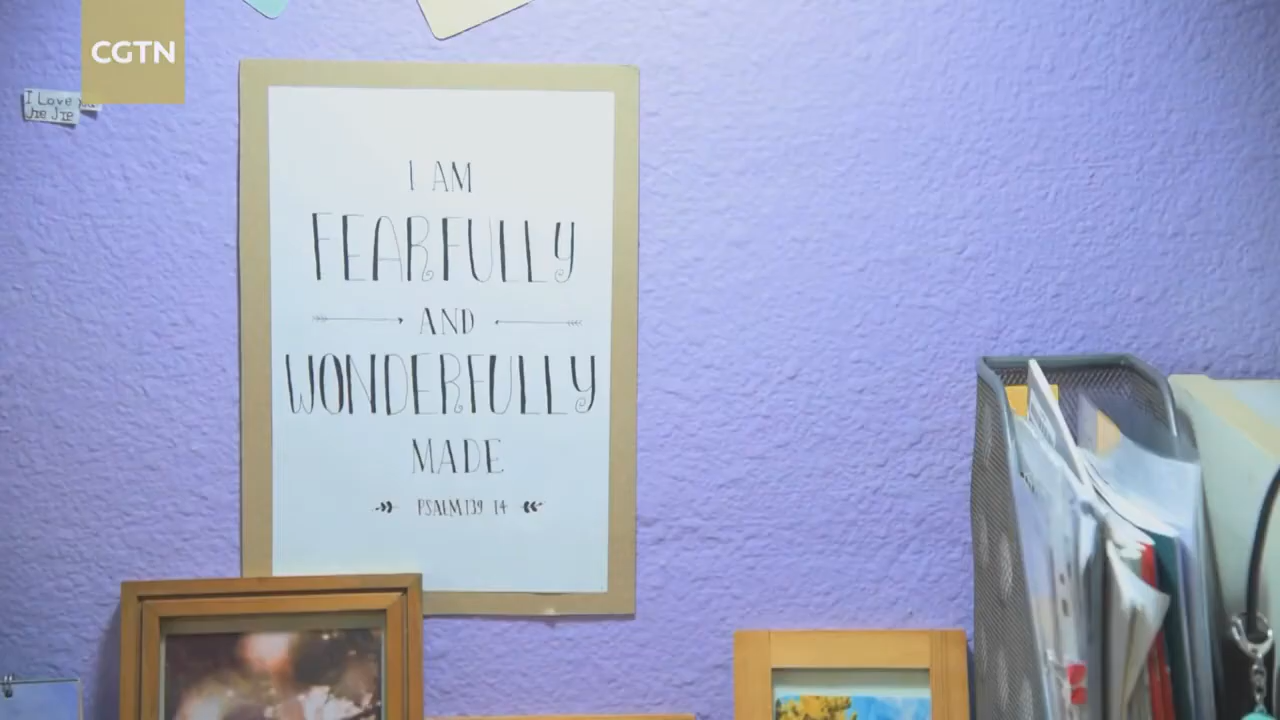 CGTN
I Love
I AM
FEARFULLY
AND
WONDERFULLY
MADE
PSALM 139 14